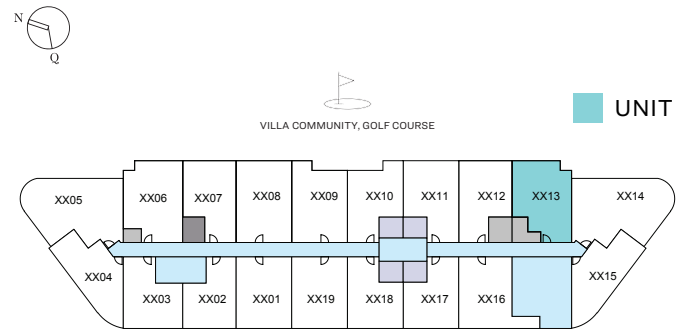 N
Q
VILLA COMMUNITY, GOLF COURSE
UNIT
XX05
XX06
XX07
XX08
XX09
XX10
XX11
XX12
XX13
XX14
XX04
XX03
XX02
XX01
XX19
XX18
XX17
XX16
XX15